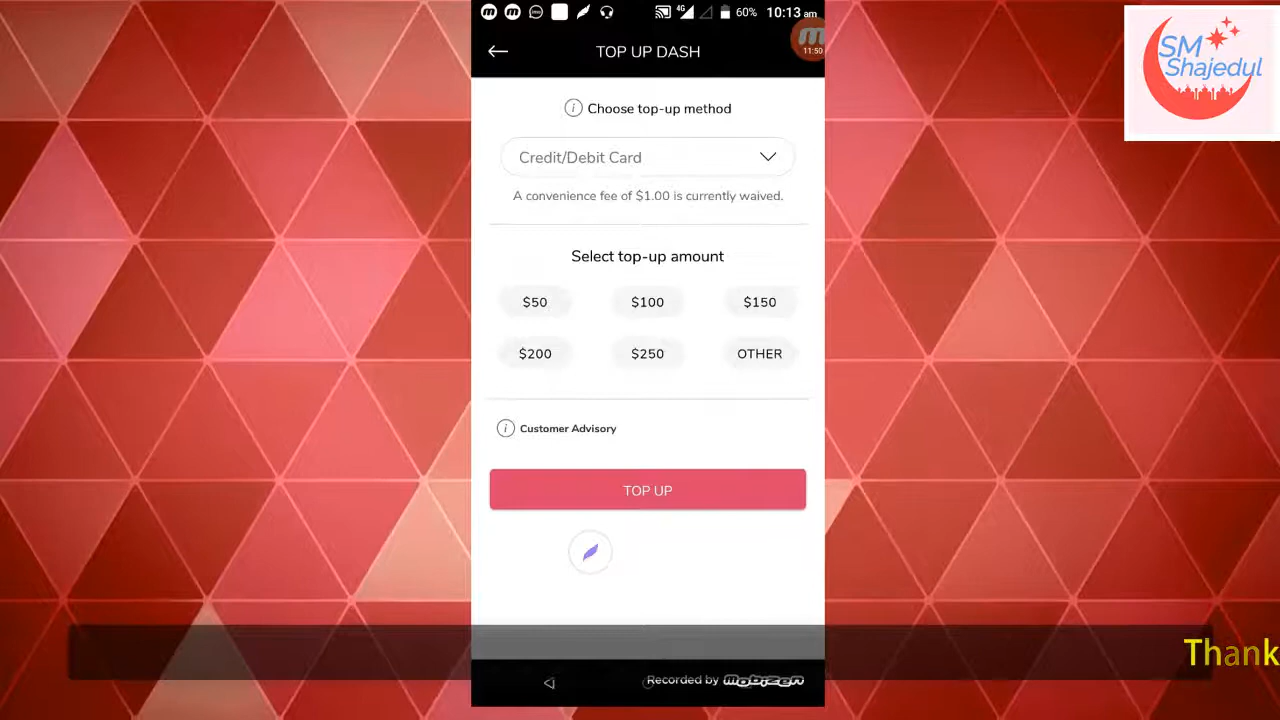 60% 10:13 am
11:50
TOP UP DASH
SM
Shajedul
Choose top-up method
Credit/Debit Card
A convenience fee of $1.00 is currently waived.
Select top-up amount
$50 $100 $150
$200 $250 OTHER
Customer Advisory
TOP UP
Thank
Recorded by MOBIZEN